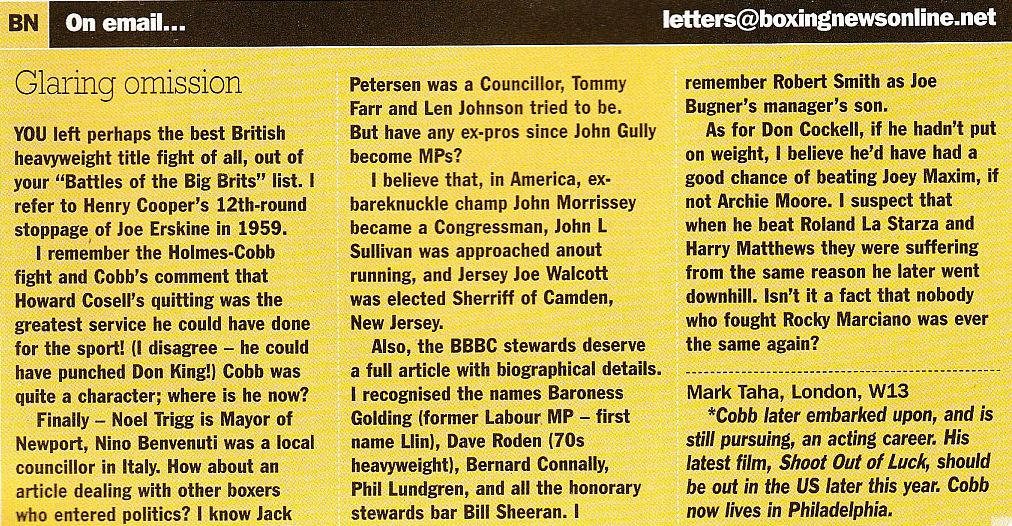 BN On email... letters@boxingnewsonline.net
Glaring omission
YOU left perhaps the best British
heavyweight title fight of all, out of
your “Battles of the Big Brits” list. I
refer to Henry Cooper’s 12th-round
stoppage of Joe Erskine in 1959.
I remember the Holmes-Cobb
fight and Cobb’s comment that
Howard Cosell’s quitting was the
greatest service he could have done
for the sport! (I disagree – he could
have punched Don King!) Cobb was
quite a character; where is he now?
Finally – Noel Trigg is Mayor of
Newport, Nino Benvenuti was a local
councillor in Italy. How about an
article dealing with other boxers
who entered politics? I know Jack
Petersen was a Councillor, Tommy
Farr and Len Johnson tried to be.
But have any ex-pros since John Gully
become MPs?
I believe that, in America, ex-
bareknuckle champ John Morrissey
became a Congressman, John L
Sullivan was approached anout
running, and Jersey Joe Walcott
was elected Sherriff of Camden,
New Jersey.
Also, the BBBC stewards deserve
a full article with biographical details.
I recognised the names Baroness
Golding (former Labour MP – first
name Llin), Dave Roden (70s
heavyweight), Bernard Connally,
Phil Lundgren, and all the honorary
stewards bar Bill Sheeran. I
remember Robert Smith as Joe
Bugner’s manager’s son.
As for Don Cockell, if he hadn’t put
on weight, I believe he’d have had a
good chance of beating Joey Maxim, if
not Archie Moore. I suspect that
when he beat Roland La Starza and
Harry Matthews they were suffering
from the same reason he later went
downhill. Isn’t it a fact that nobody
who fought Rocky Marciano was ever
the same again?
Mark Taha, London, W13
*Cobb later embarked upon, and is
still pursuing, an acting career. His
latest film, Shoot Out of Luck, should
be out in the US later this year. Cobb
now lives in Philadelphia.